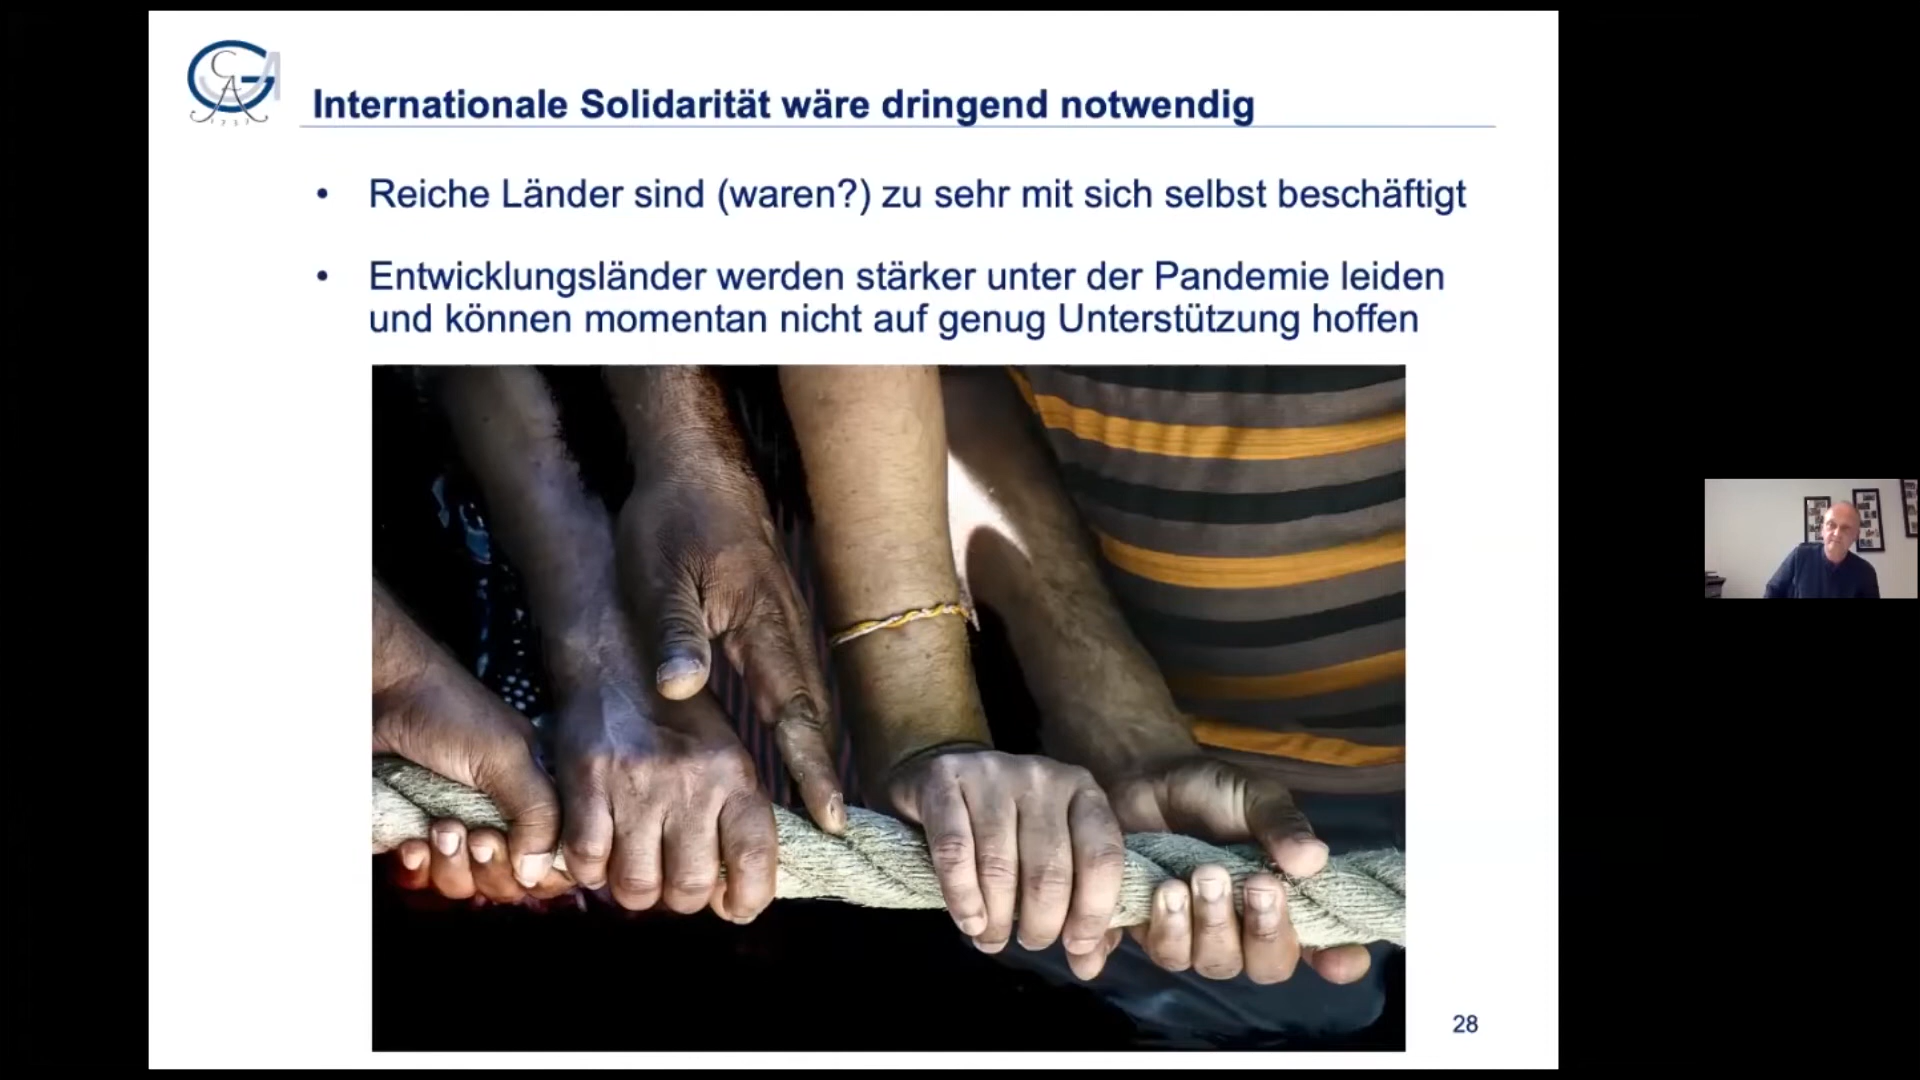 Internationale Solidarität wäre dringend notwendig
• Reiche Länder sind (waren?) zu sehr mit sich selbst beschäftigt
• Entwicklungsländer werden stärker unter der Pandemie leiden
und können momentan nicht auf genug Unterstützung hoffen
28